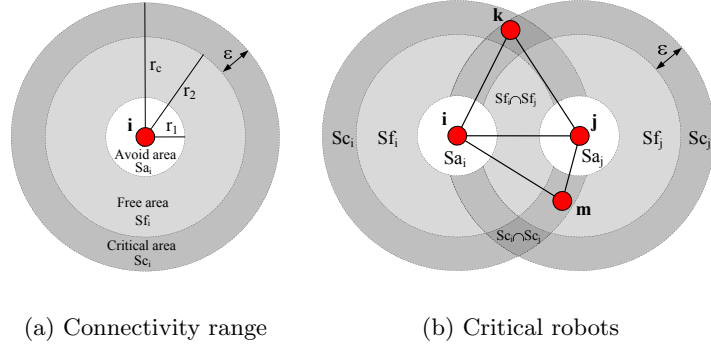 r_c
r_2
ε
i
r_1
Avoid area
Sa_i
Free area
Sf_i
Critical area
Sc_i
(a) Connectivity range
k
ε
Sf_i∩Sf_j
i
j
Sc_i
Sf_i
Sf_j
Sc_j
Sa_i
Sa_j
m
Sc_i∩Sc_j
(b) Critical robots